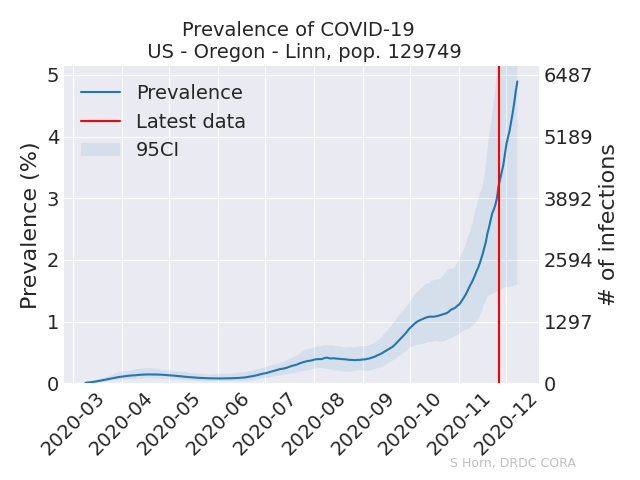 Prevalence of COVID-19
US - Oregon - Linn, pop. 129749
Prevalence
Latest data
95CI
Prevalence (%)
5
4
3
2
1
0
6487
5189
3892
2594
1297
0
# of infections
2020-03
2020-04
2020-05
2020-06
2020-07
2020-08
2020-09
2020-10
2020-11
2020-12
S Horn, DRDC CORA